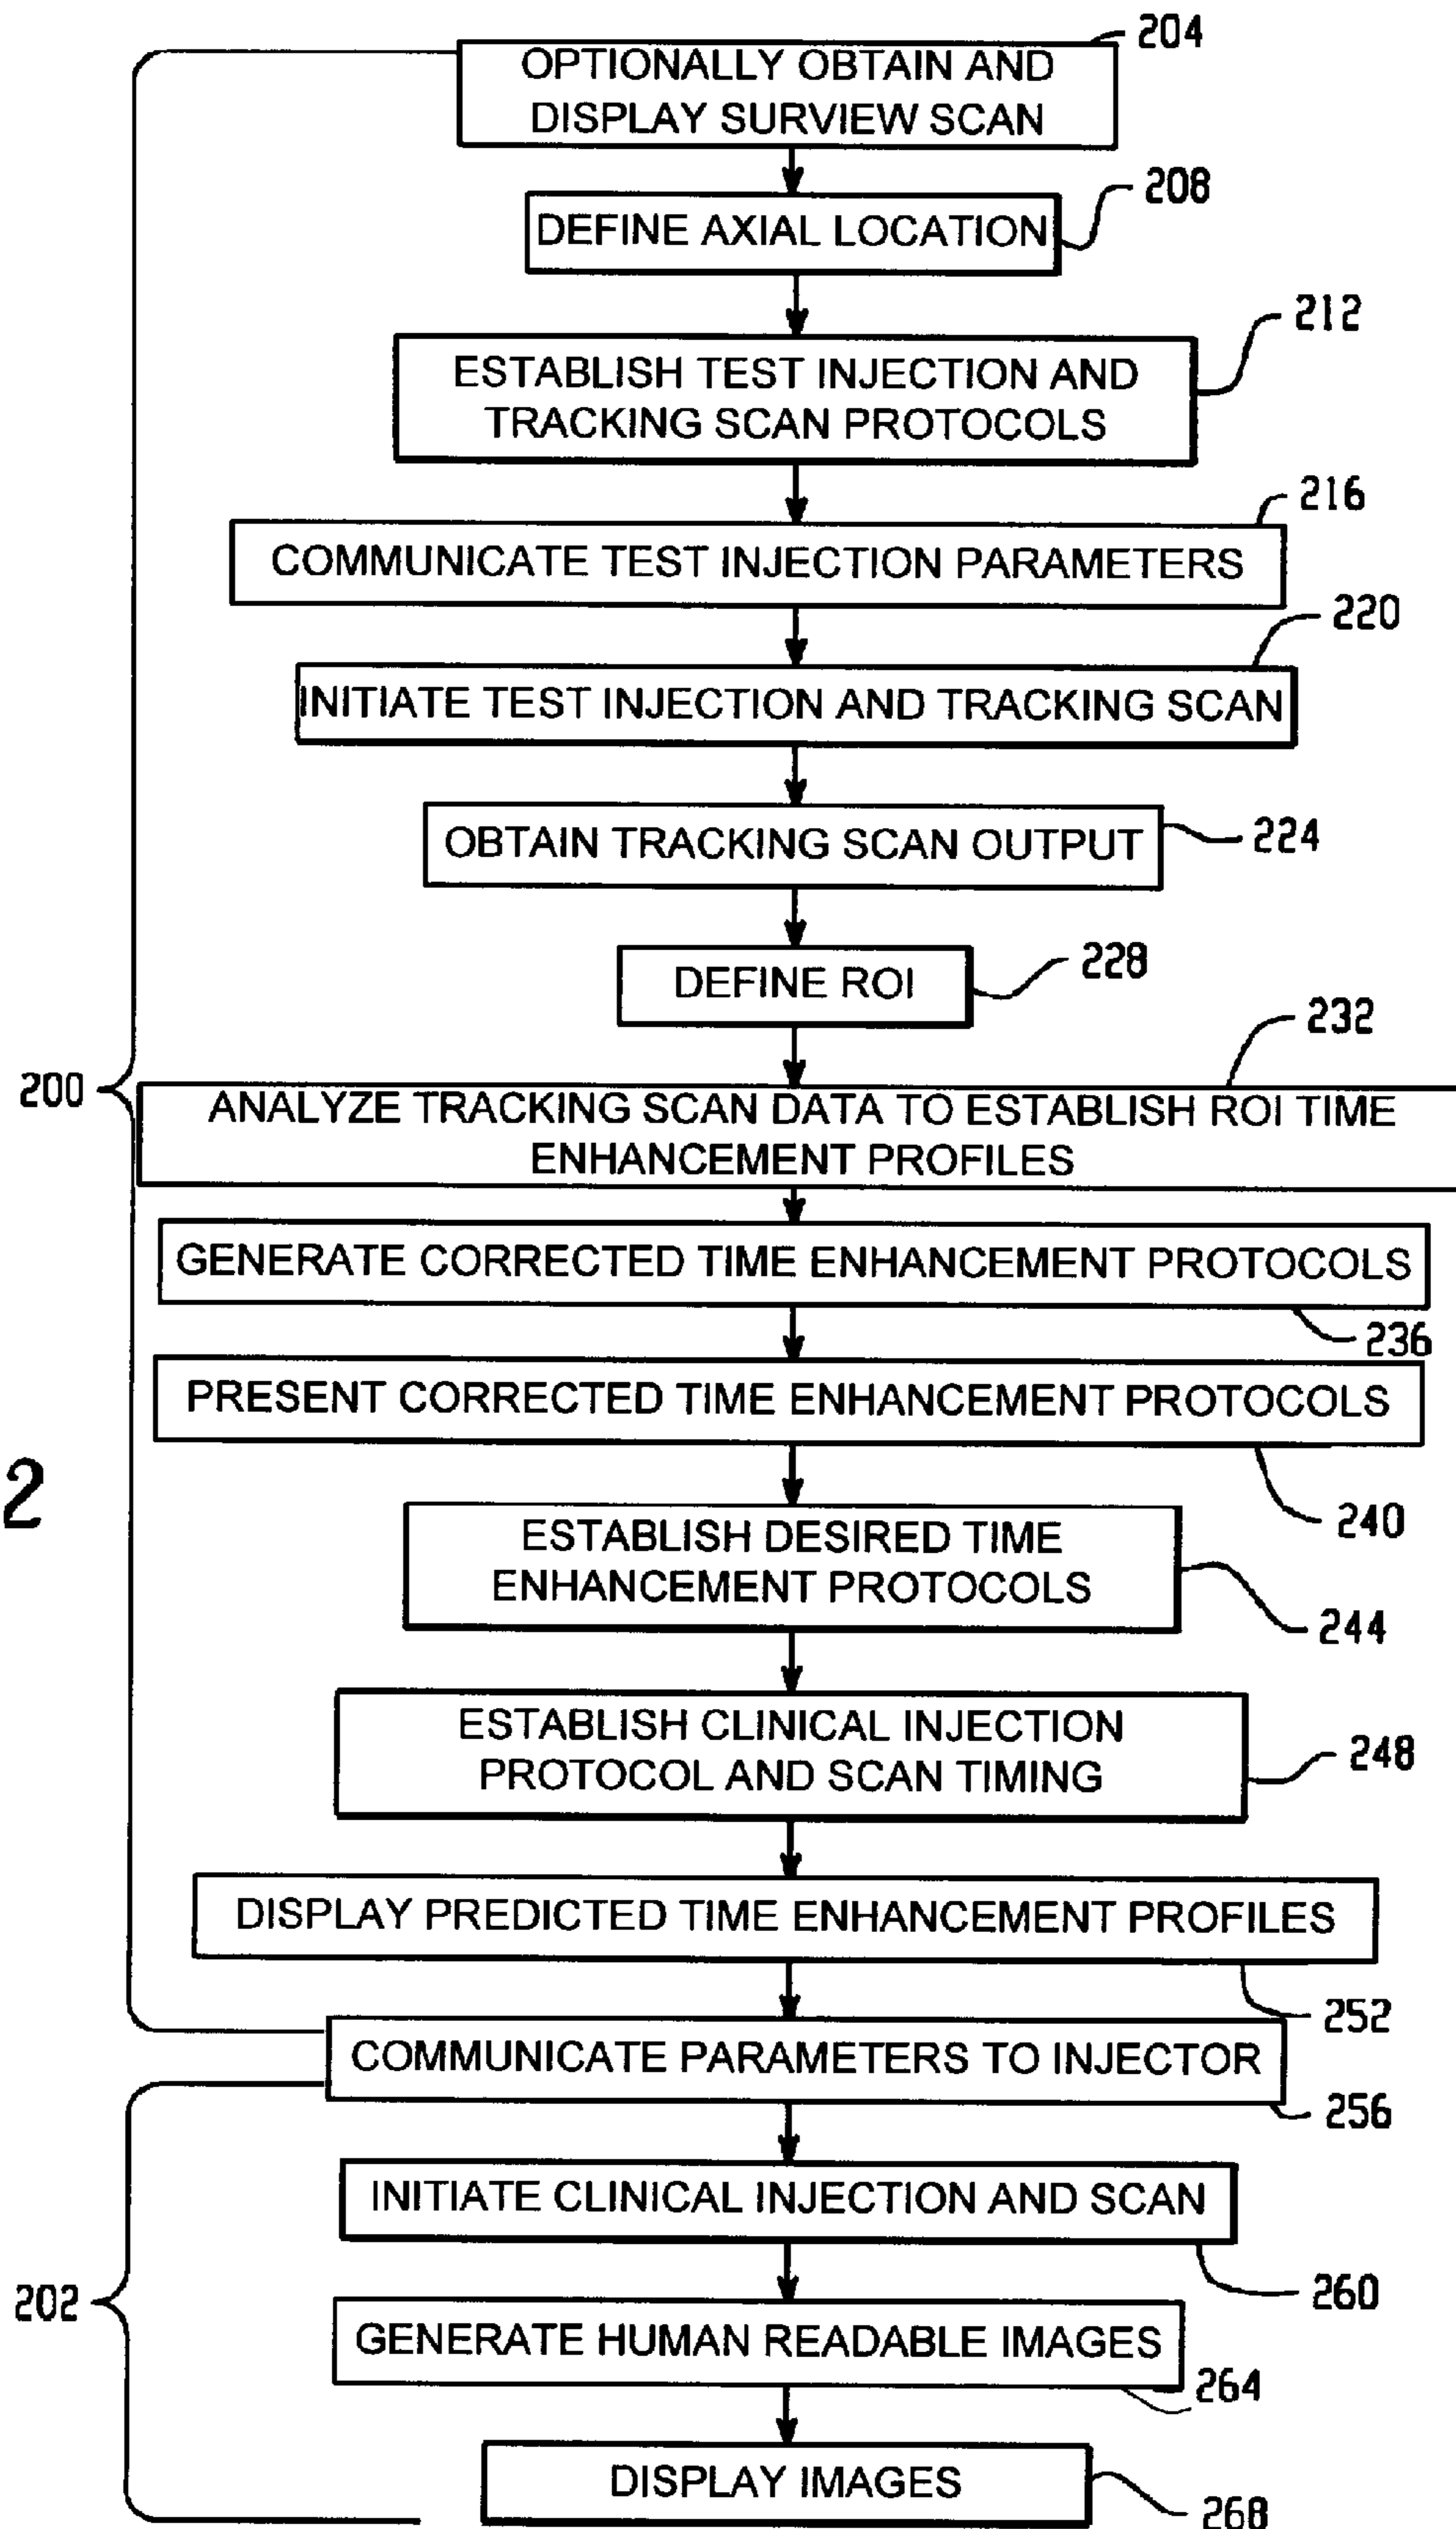 204
OPTIONALLY OBTAIN AND
DISPLAY SURVIEW SCAN
208
DEFINE AXIAL LOCATION
212
ESTABLISH TEST INJECTION AND
TRACKING SCAN PROTOCOLS
216
COMMUNICATE TEST INJECTION PARAMETERS
220
INITIATE TEST INJECTION AND TRACKING SCAN
OBTAIN TRACKING SCAN OUTPUT
224
DEFINE ROI
228
232
200
ANALYZE TRACKING SCAN DATA TO ESTABLISH ROI TIME
ENHANCEMENT PROFILES
GENERATE CORRECTED TIME ENHANCEMENT PROTOCOLS
236
PRESENT CORRECTED TIME ENHANCEMENT PROTOCOLS
240
2
ESTABLISH DESIRED TIME
ENHANCEMENT PROTOCOLS
244
ESTABLISH CLINICAL INJECTION
PROTOCOL AND SCAN TIMING
248
DISPLAY PREDICTED TIME ENHANCEMENT PROFILES
252
COMMUNICATE PARAMETERS TO INJECTOR
256
INITIATE CLINICAL INJECTION AND SCAN
260
202
GENERATE HUMAN READABLE IMAGES
264
DISPLAY IMAGES
268